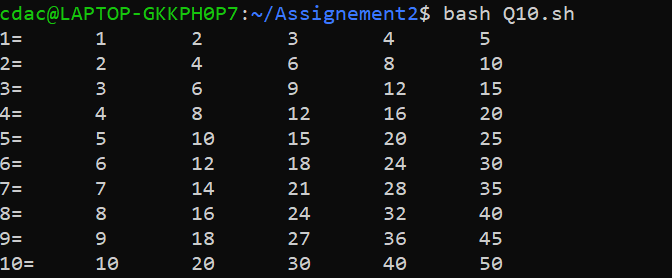 cdac@LAPTOP-GKKPH0P7:~/Assignement2$ bash Q10.sh
1= 1 2 3 4 5
2= 2 4 6 8 10
3= 3 6 9 12 15
4= 4 8 12 16 20
5= 5 10 15 20 25
6= 6 12 18 24 30
7= 7 14 21 28 35
8= 8 16 24 32 40
9= 9 18 27 36 45
10= 10 20 30 40 50